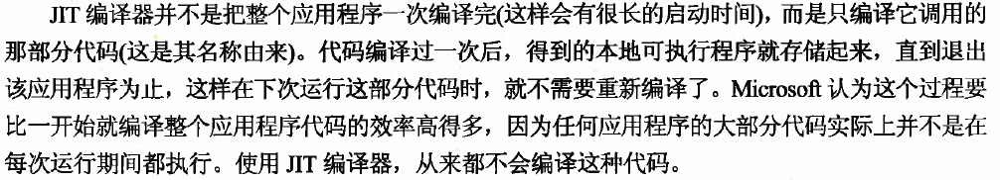 JIT 编译器并不是把整个应用程序一次编译完(这样会有很长的启动时间)，而是只编译它调用的
那部分代码(这是其名称由来)。代码编译过一次后，得到的本地可执行程序就存储起来，直到退出
该应用程序为止，这样在下次运行这部分代码时，就不需要重新编译了。Microsoft 认为这个过程要
比一开始就编译整个应用程序代码的效率高得多，因为任何应用程序的大部分代码实际上并不是在
每次运行期间都执行。使用 JIT 编译器，从来都不会编译这种代码。